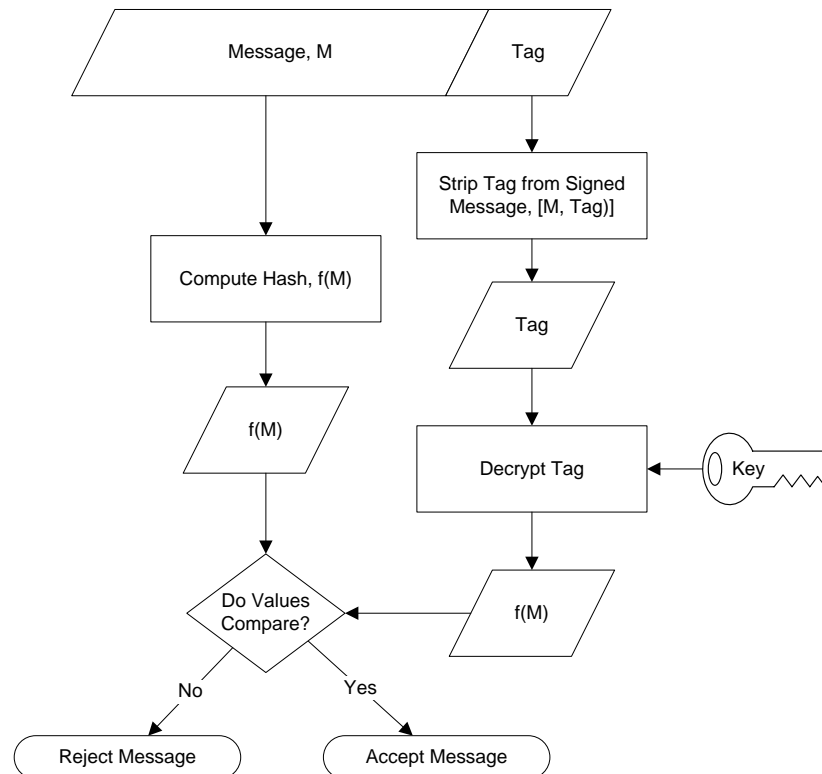 Message, M
Tag
Strip Tag from Signed
Message, [M, Tag)]
Compute Hash, f(M)
Tag
f(M)
Decrypt Tag
Key
Do Values
Compare?
f(M)
No
Yes
Reject Message
Accept Message